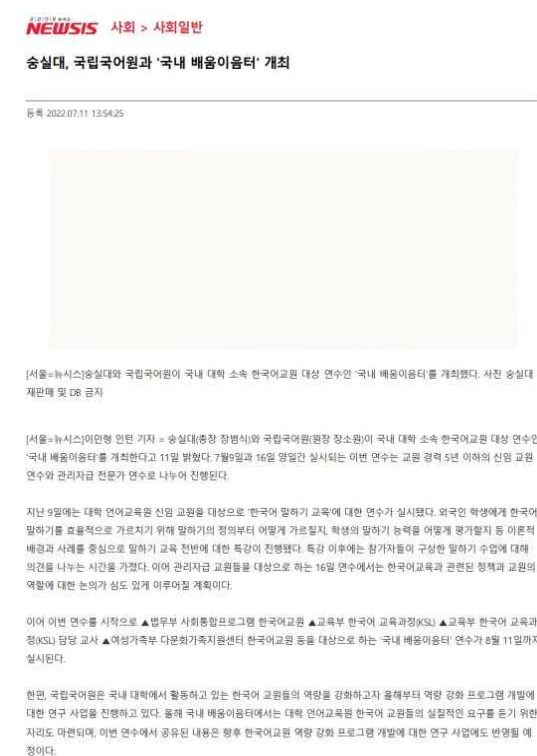 NEWSIS 사회 > 사회일반
숭실대, 국립국어원과 '국내 배움이음터' 개최
등록 2022.07.11 13:54:25
[서울=뉴시스]숭실대와 국립국어원이 국내 대학 소속 한국어교원 대상 연수인 '국내 배움이음터'를 개최했다. 사진 숭실대
재판매 및 DB 금지
[서울=뉴시스]이민형 인턴 기자 = 숭실대(총장 장범식)와 국립국어원(원장 장소원)이 국내 대학 소속 한국어교원 대상 연수인
'국내 배움이음터'를 개최한다고 11일 밝혔다. 7월9일과 16일 양일간 실시되는 이번 연수는 교원 경력 5년 이하의 신임 교원
연수와 관리자급 전문가 연수로 나누어 진행된다.
지난 9일에는 대학 언어교육원 신임 교원을 대상으로 '한국어 말하기 교육'에 대한 연수가 실시됐다. 외국인 학생에게 한국어
말하기를 효율적으로 가르치기 위해 말하기의 정의부터 어떻게 가르칠지, 학생의 말하기 능력을 어떻게 평가할지 등 이론적
배경과 사례를 중심으로 말하기 교육 전반에 대한 특강이 진행됐다. 특강 이후에는 참가자들이 구상한 말하기 수업에 대해
의견을 나누는 시간을 가졌다. 이어 관리자급 교원들을 대상으로 하는 16일 연수에서는 한국어교육과 관련된 정책과 교원의
역할에 대한 논의가 심도 있게 이루어질 계획이다.
이어 이번 연수를 시작으로 ▲법무부 사회통합프로그램 한국어교원 ▲교육부 한국어 교육과정(KSL) ▲교육부 한국어 교육과
정(KSL) 담당 교사 ▲여성가족부 다문화가족지원센터 한국어교원 등을 대상으로 하는 '국내 배움이음터' 연수가 8월 11일까지
실시된다.
한편, 국립국어원은 국내 대학에서 활동하고 있는 한국어 교원들의 역량을 강화하고자 올해부터 역량 강화 프로그램 개발에
대한 연구 사업을 진행하고 있다. 올해 국내 배움이음터에서는 대학 언어교육원 한국어 교원들의 실질적인 요구를 듣기 위한
자리도 마련되며, 이번 연수에서 공유된 내용은 향후 한국어교원 역량 강화 프로그램 개발에 대한 연구 사업에도 반영될 예
정이다.